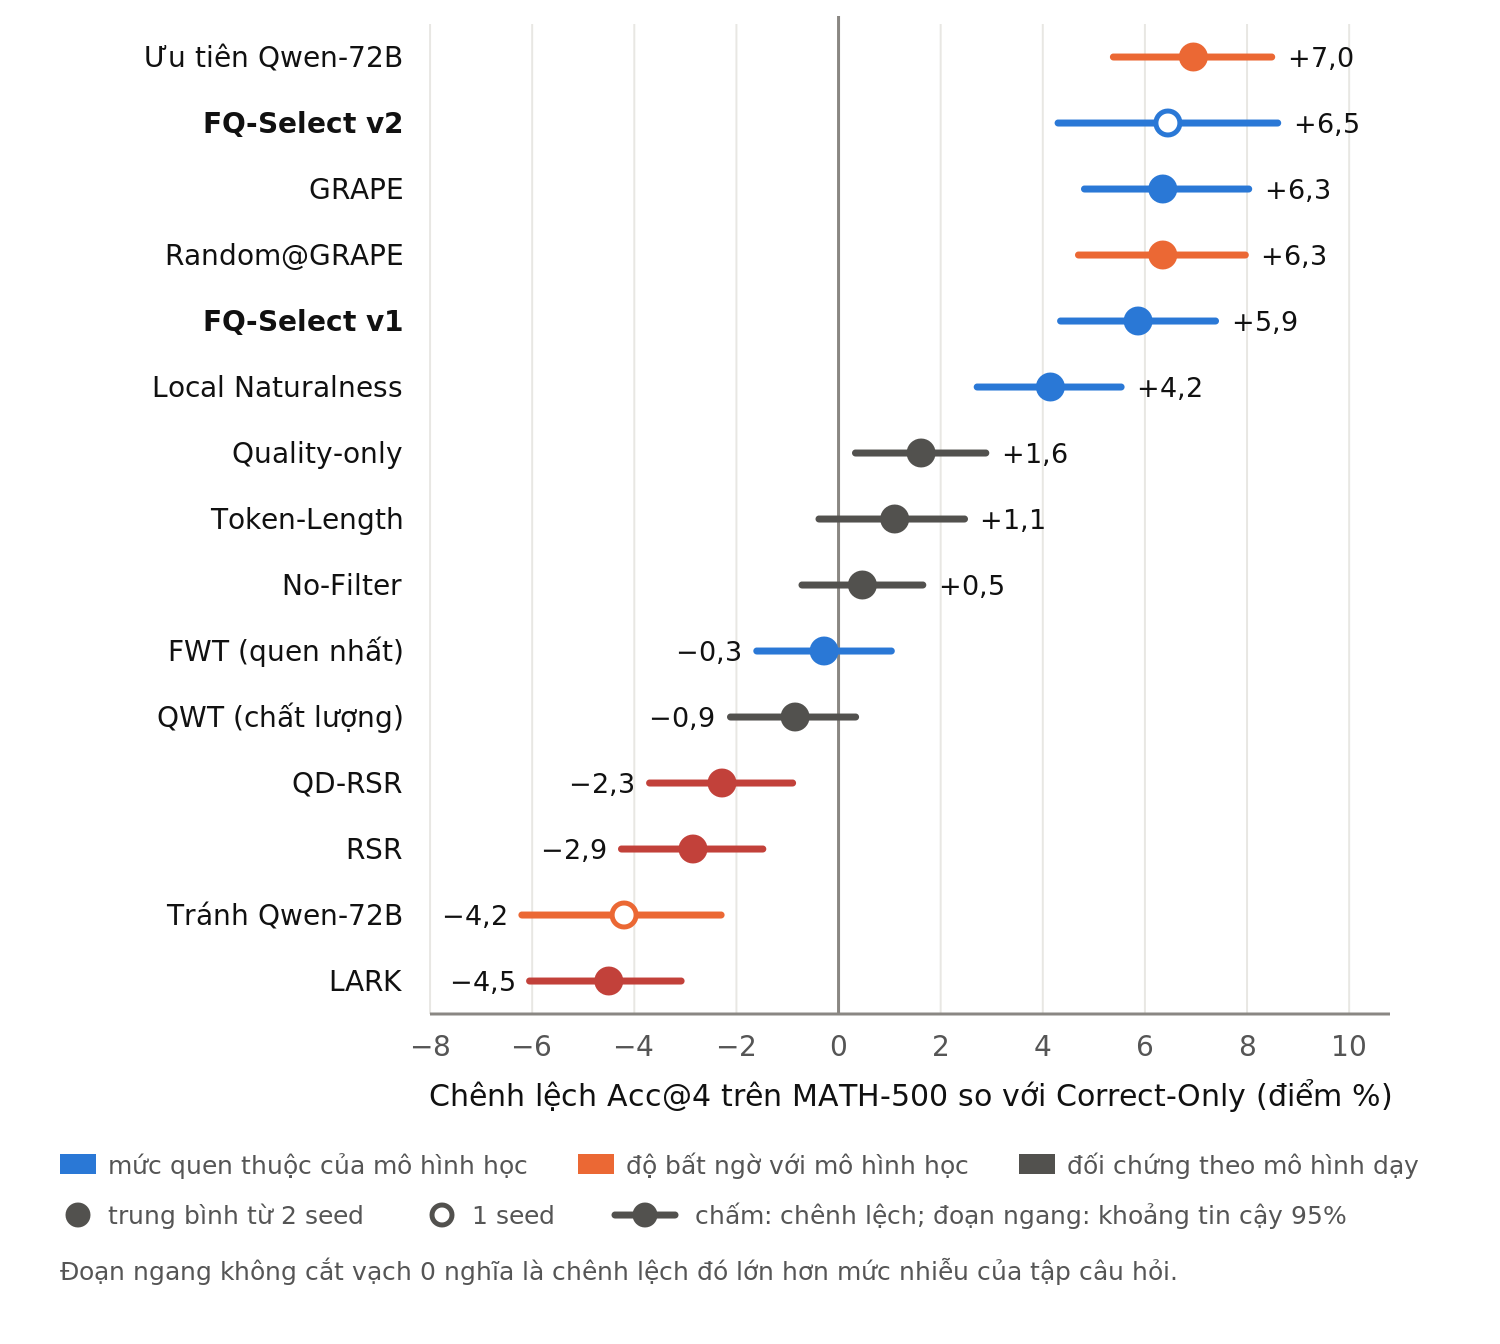 Ưu tiên Qwen-72B +7,0
FQ-Select v2 +6,5
GRAPE +6,3
Random@GRAPE +6,3
FQ-Select v1 +5,9
Local Naturalness +4,2
Quality-only +1,6
Token-Length +1,1
No-Filter +0,5
FWT (quen nhất) −0,3
QWT (chất lượng) −0,9
QD-RSR −2,3
RSR −2,9
Tránh Qwen-72B −4,2
LARK −4,5
−8 −6 −4 −2 0 2 4 6 8 10
Chênh lệch Acc@4 trên MATH-500 so với Correct-Only (điểm %)
mức quen thuộc của mô hình học độ bất ngờ với mô hình học đối chứng theo mô hình dạy
trung bình từ 2 seed 1 seed chấm: chênh lệch; đoạn ngang: khoảng tin cậy 95%
Đoạn ngang không cắt vạch 0 nghĩa là chênh lệch đó lớn hơn mức nhiễu của tập câu hỏi.